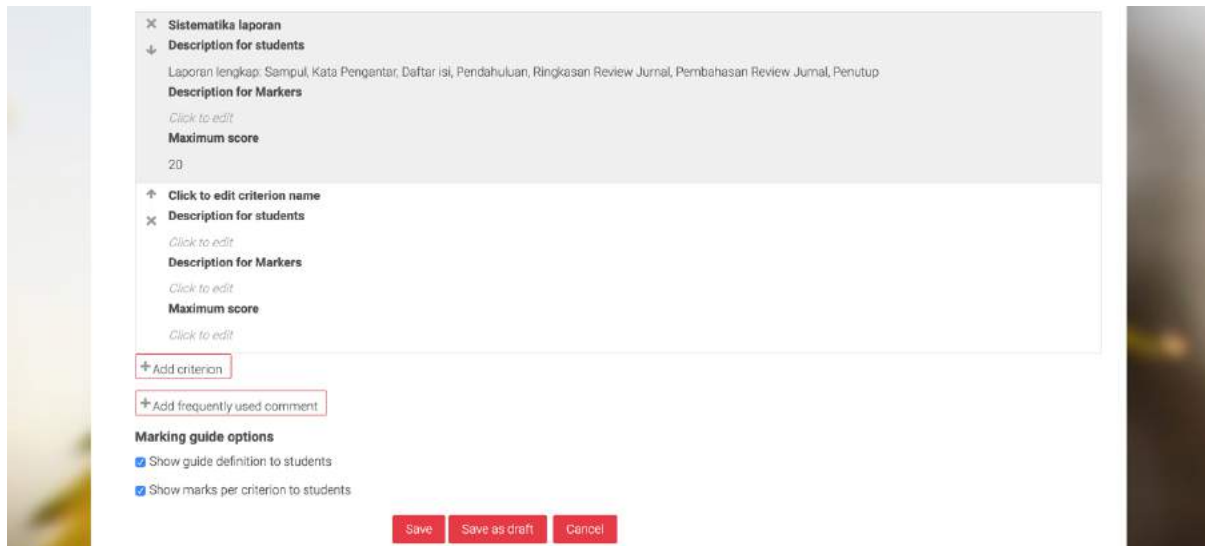 Sistematika laporan
Description for students
Laporan lengkap: Sampul, Kata Pengantar, Daftar isi, Pendahuluan, Ringkasan Review Jurnal, Pembahasan Review Jurnal, Penutup
Description for Markers
Click to edit
Maximum score
20
Click to edit criterion name
Description for students
Click to edit
Description for Markers
Click to edit
Maximum score
Click to edit
+Add criterion
+Add frequently used comment
Marking guide options
Show guide definition to students
Show marks per criterion to students
Save Save as draft Cancel